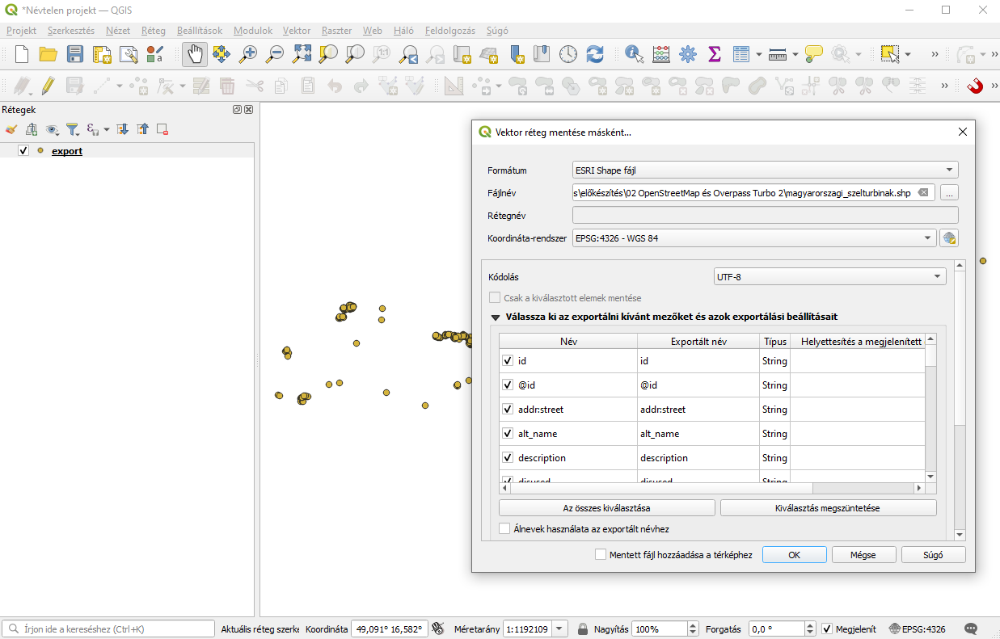 *Névtelen projekt — QGIS
Projekt Szerkesztés Nézet Réteg Beállítások Modulok Vektor Raszter Web Háló Feldolgozás Súgó
Rétegek
export
Vektor réteg mentése másként...
Formátum ESRI Shape fájl
Fájlnév s\előkészítés\02 OpenStreetMap és Overpass Turbo 2\magyarorszagi_szelturbinak.shp ...
Rétegnév
Koordináta-rendszer EPSG:4326 - WGS 84
Kódolás UTF-8
Csak a kiválasztott elemek mentése
Válassza ki az exportálni kívánt mezőket és azok exportálási beállításait
Név Exportált név Típus Helyettesítés a megjelenített
id id String
@id @id String
addr:street addr:street String
alt_name alt_name String
description description String
disused disused String
Az összes kiválasztása Kiválasztás megszüntetése
Álnevek használata az exportált névhez
Mentett fájl hozzáadása a térképhez OK Mégse Súgó
Írjon ide a kereséshez (Ctrl+K) Aktuális réteg szerke Koordináta 49,091° 16,582° Méretarány 1:1192109 Nagyítás 100% Forgatás 0,0 ° Megjelenít EPSG:4326